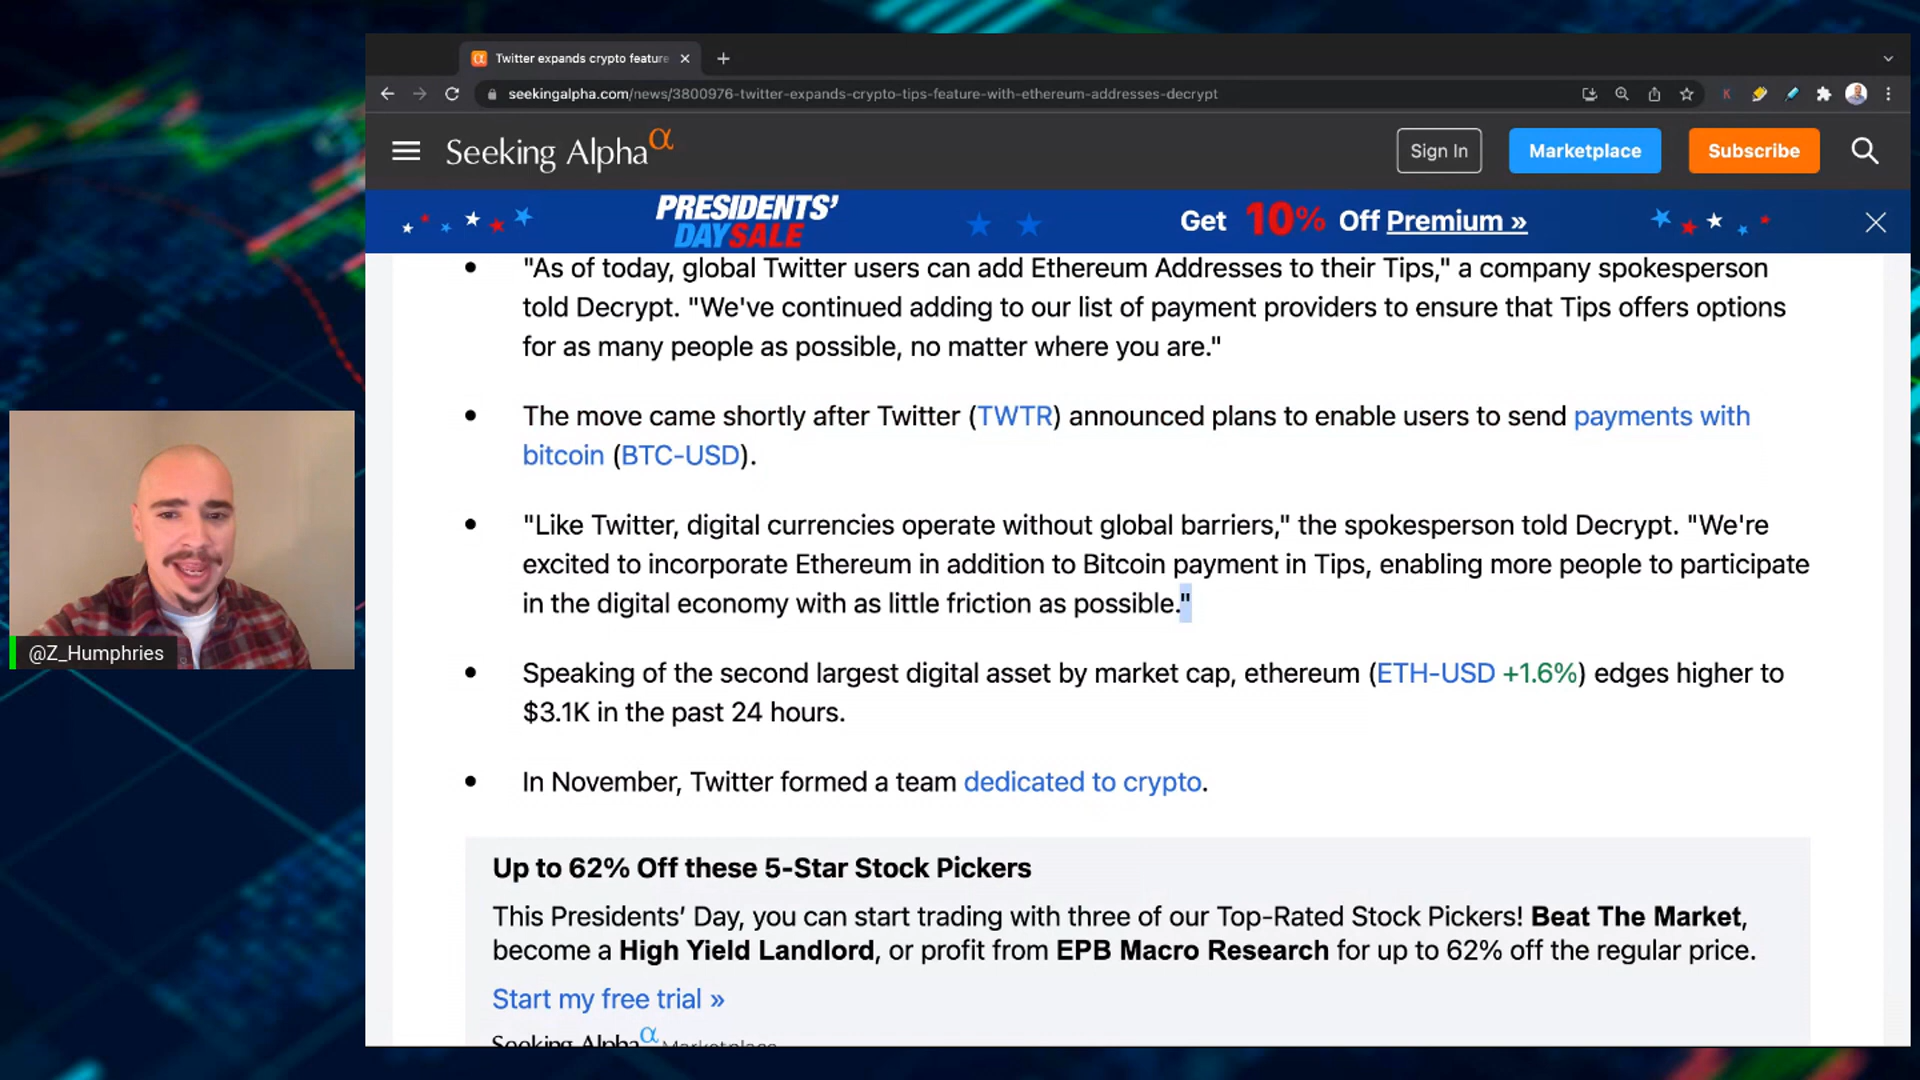 Twitter expands crypto feature
seekingalpha.com/news/3800976-twitter-expands-crypto-tips-feature-with-ethereum-addresses-decrypt
K
Seeking Alpha α
Sign In
Marketplace
Subscribe
PRESIDENTS'
DAY SALE
Get 10% Off Premium »
"As of today, global Twitter users can add Ethereum Addresses to their Tips," a company spokesperson
told Decrypt. "We've continued adding to our list of payment providers to ensure that Tips offers options
for as many people as possible, no matter where you are."
The move came shortly after Twitter (TWTR) announced plans to enable users to send payments with
bitcoin (BTC-USD).
"Like Twitter, digital currencies operate without global barriers," the spokesperson told Decrypt. "We're
excited to incorporate Ethereum in addition to Bitcoin payment in Tips, enabling more people to participate
in the digital economy with as little friction as possible."
@Z_Humphries
Speaking of the second largest digital asset by market cap, ethereum (ETH-USD +1.6%) edges higher to
$3.1K in the past 24 hours.
In November, Twitter formed a team dedicated to crypto.
Up to 62% Off these 5-Star Stock Pickers
This Presidents' Day, you can start trading with three of our Top-Rated Stock Pickers! Beat The Market,
become a High Yield Landlord, or profit from EPB Macro Research for up to 62% off the regular price.
Start my free trial »
Seeking Alpha α Marketplace